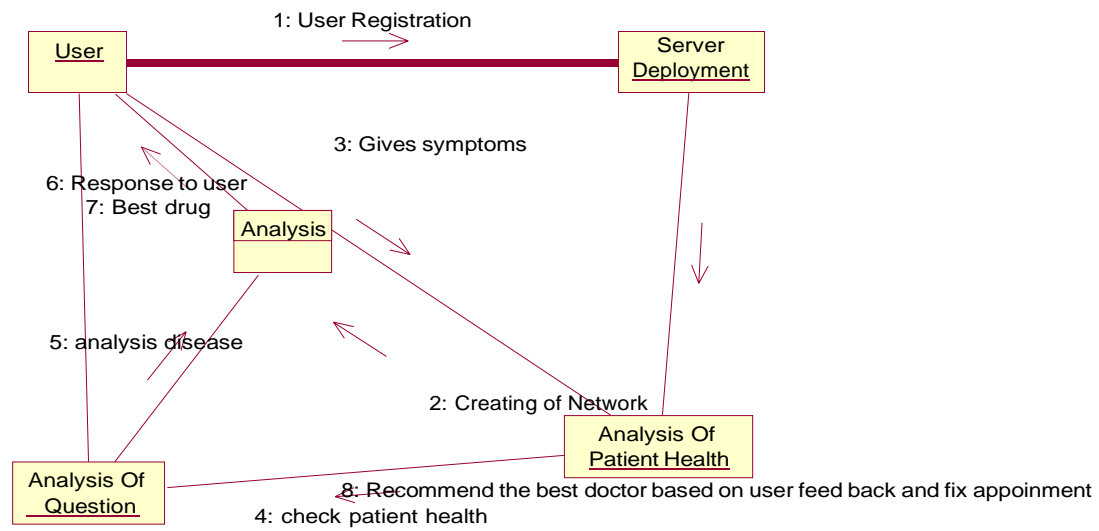 1: User Registration
User
Server
Deployment
3: Gives symptoms
6: Response to user
7: Best drug
Analysis
5: analysis disease
2: Creating of Network
Analysis Of
Patient Health
Analysis Of
Question
8: Recommend the best doctor based on user feed back and fix appoinment
4: check patient health